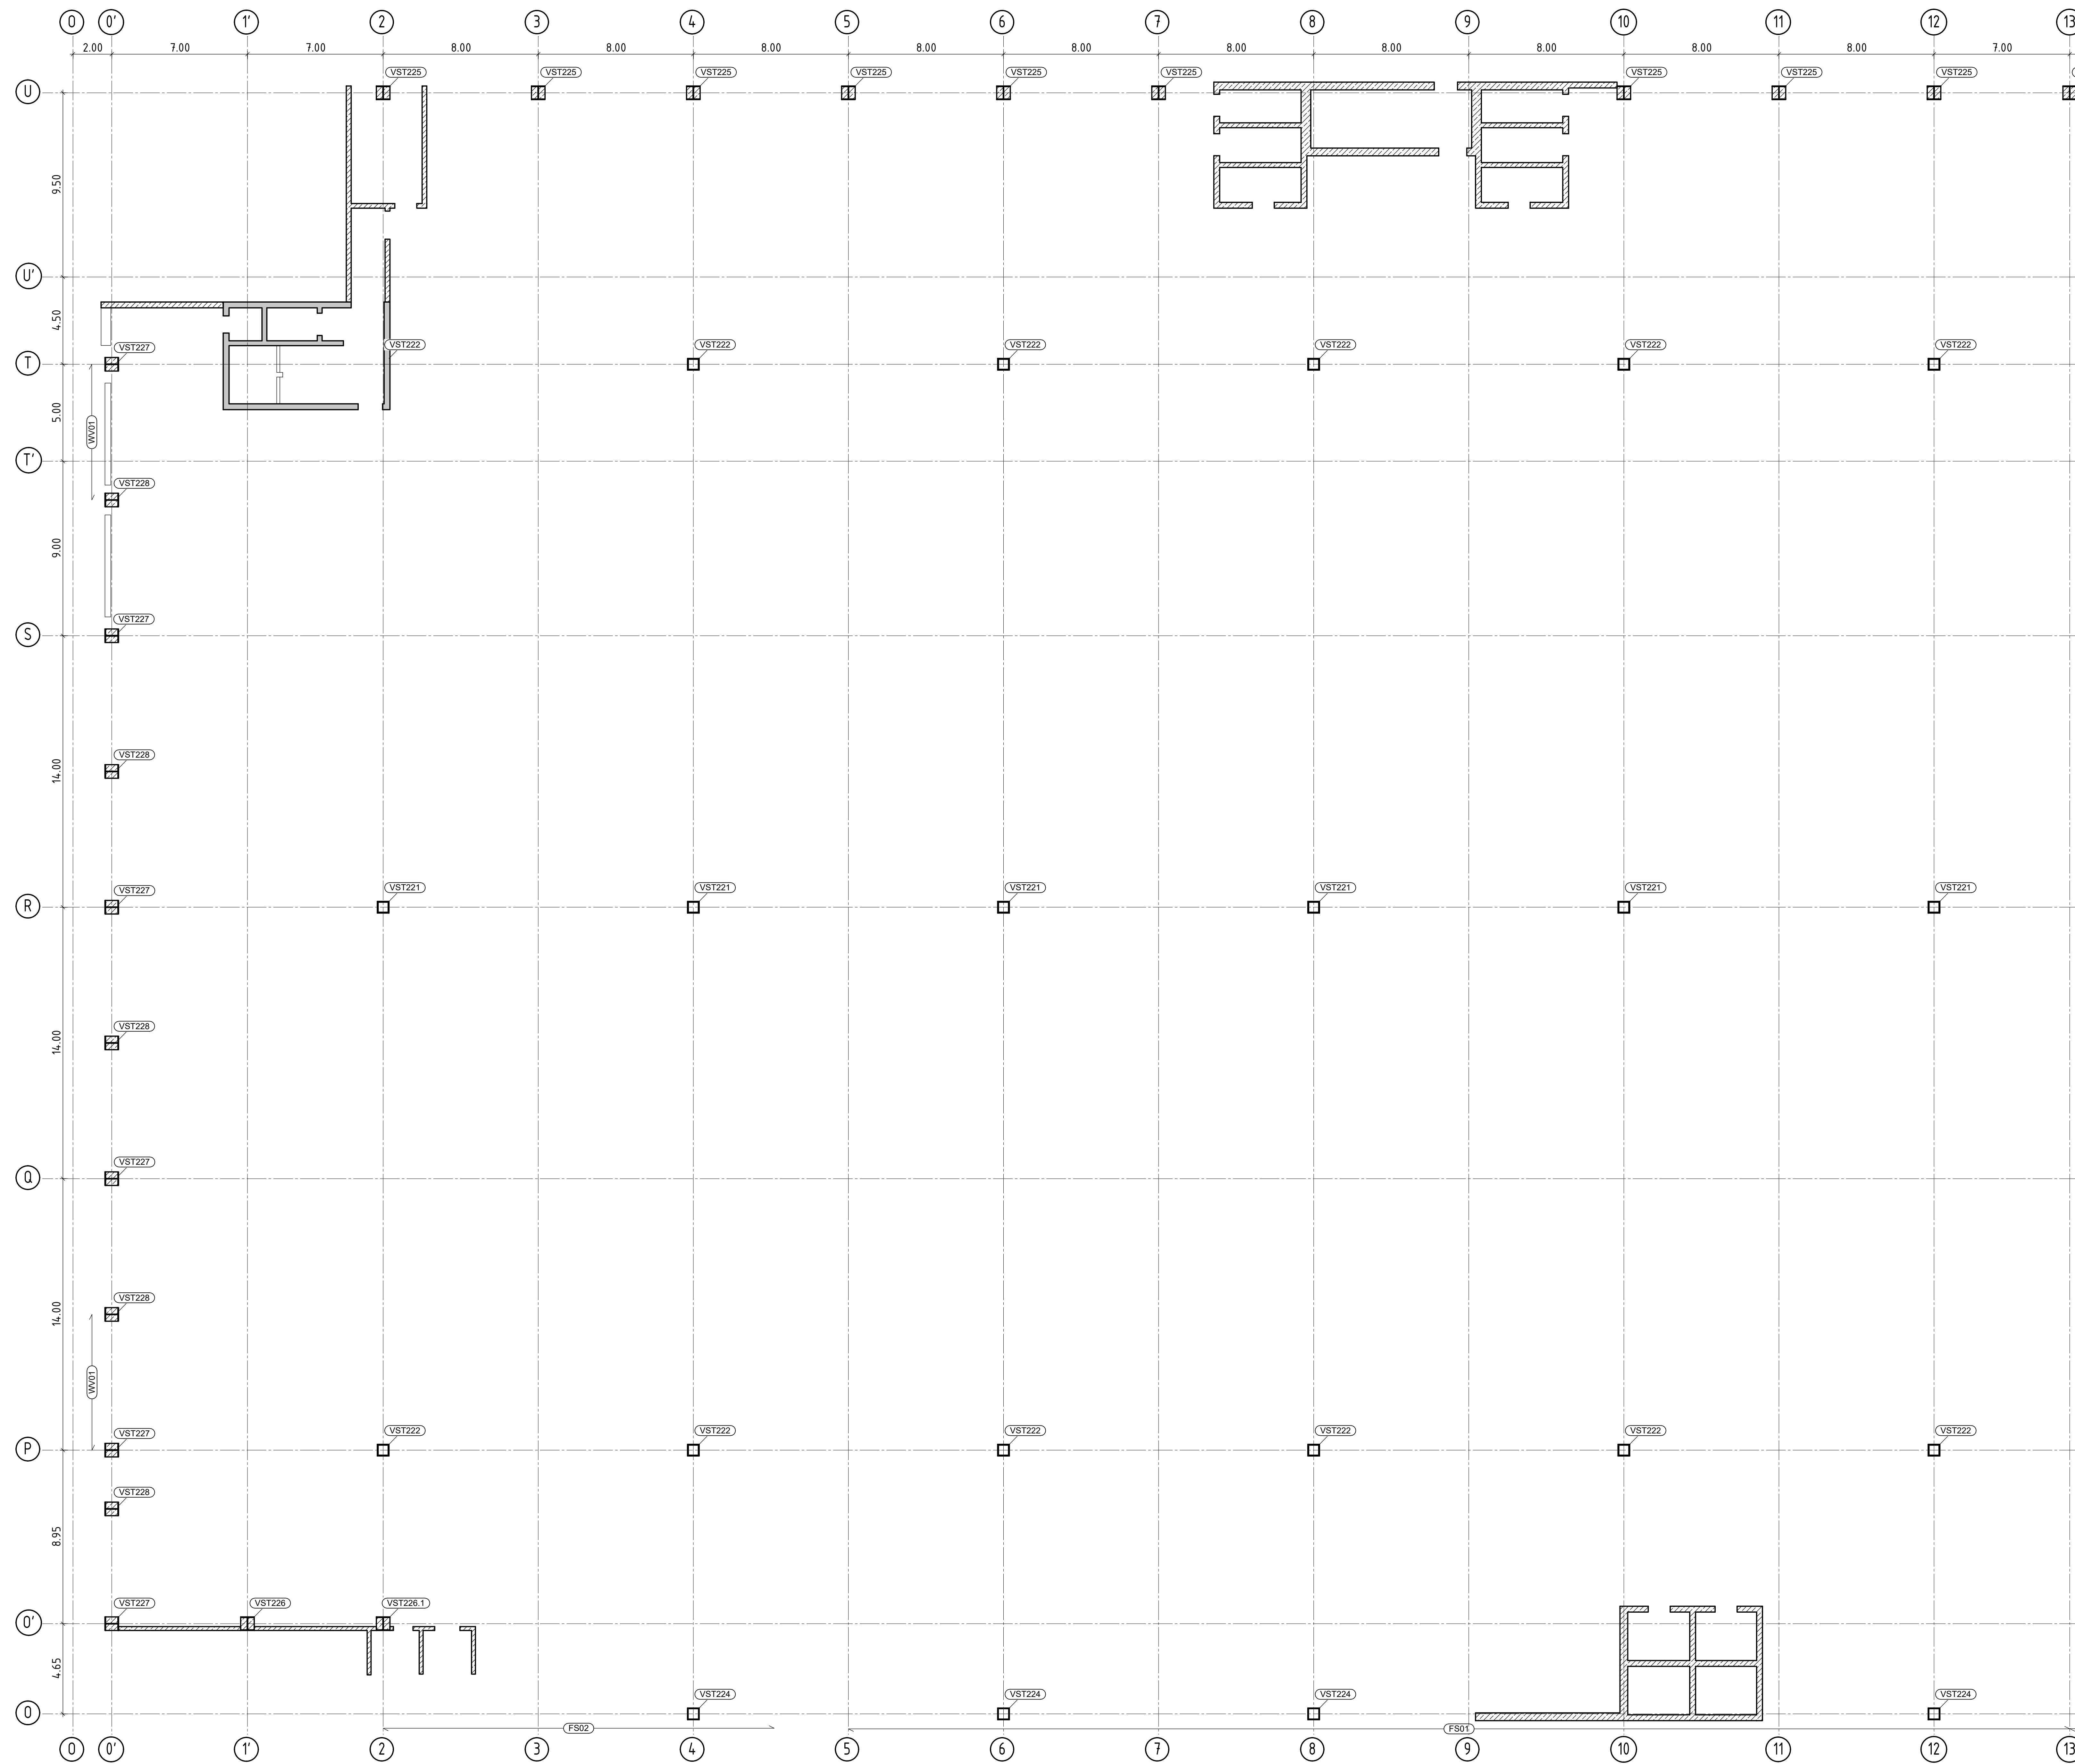 0 0' 1' 2 3 4 5 6 7 8 9 10 11 12 13
2.00 7.00 7.00 8.00 8.00 8.00 8.00 8.00 8.00 8.00 8.00 8.00 8.00 7.00
VST225 VST225 VST225 VST225 VST225 VST225 VST225 VST225 VST225
U
9.50
U'
4.50
VST227 VST222 VST222 VST222 VST222 VST222 VST222
T
5.00
WV01
T'
VST228
9.00
VST227
S
VST228
14.00
VST227 VST221 VST221 VST221 VST221 VST221 VST221
R
VST228
14.00
VST227
Q
VST228
14.00
WV01
VST227 VST222 VST222 VST222 VST222 VST222 VST222
P
VST228
8.95
VST227 VST226 VST226.1
O'
4.65
VST224 VST224 VST224 VST224
O
FS02 FS01
0 0' 1' 2 3 4 5 6 7 8 9 10 11 12 13